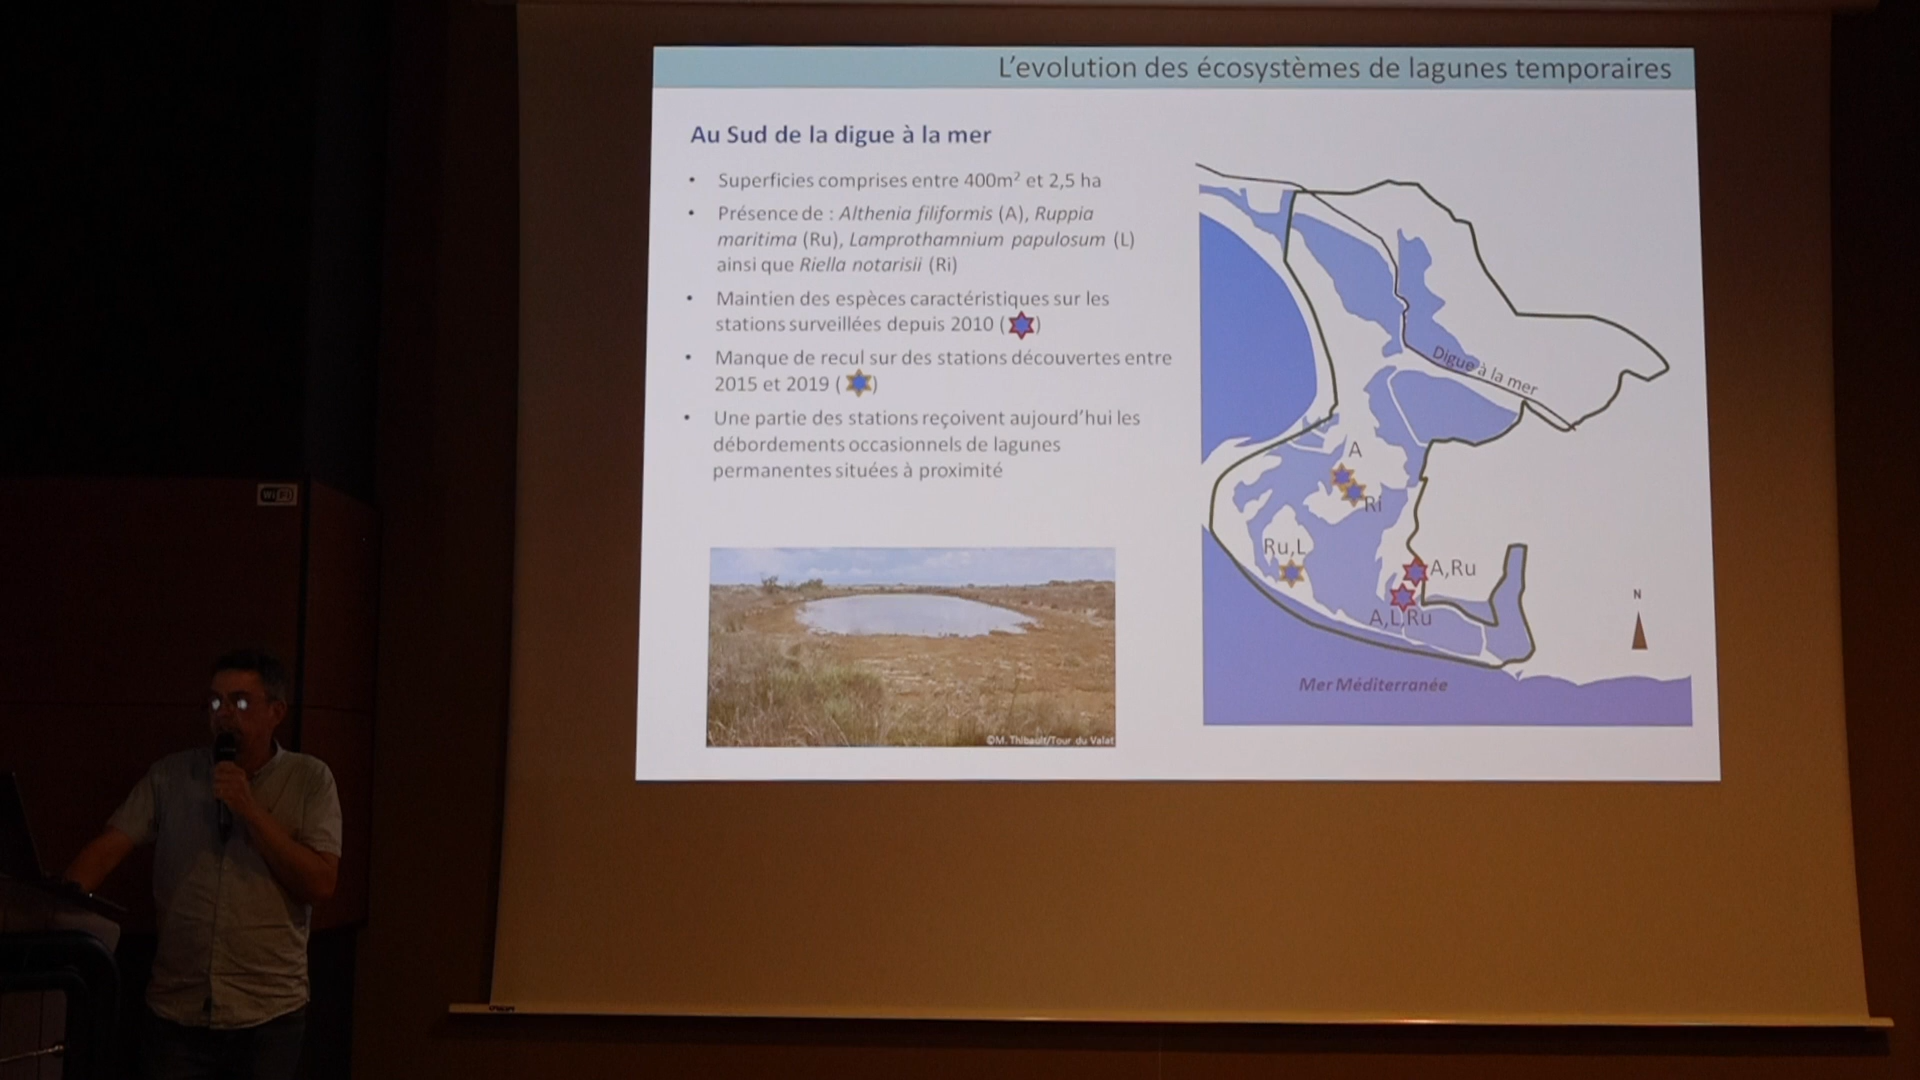 L'evolution des écosystèmes de lagunes temporaires
Au Sud de la digue à la mer
• Superficies comprises entre 400m² et 2,5 ha
• Présence de : Althenia filiformis (A), Ruppia
maritima (Ru), Lamprothamnium papulosum (L)
ainsi que Riella notarisii (Ri)
• Maintien des espèces caractéristiques sur les
stations surveillées depuis 2010 ( )
• Manque de recul sur des stations découvertes entre
2015 et 2019 ( )
• Une partie des stations reçoivent aujourd'hui les
débordements occasionnels de lagunes
permanentes situées à proximité
©M. Thibault/Tour du Valat
Digue à la mer
A
Ri
Ru,L
A,Ru
A,L,Ru
N
Mer Méditerranée
WiFi